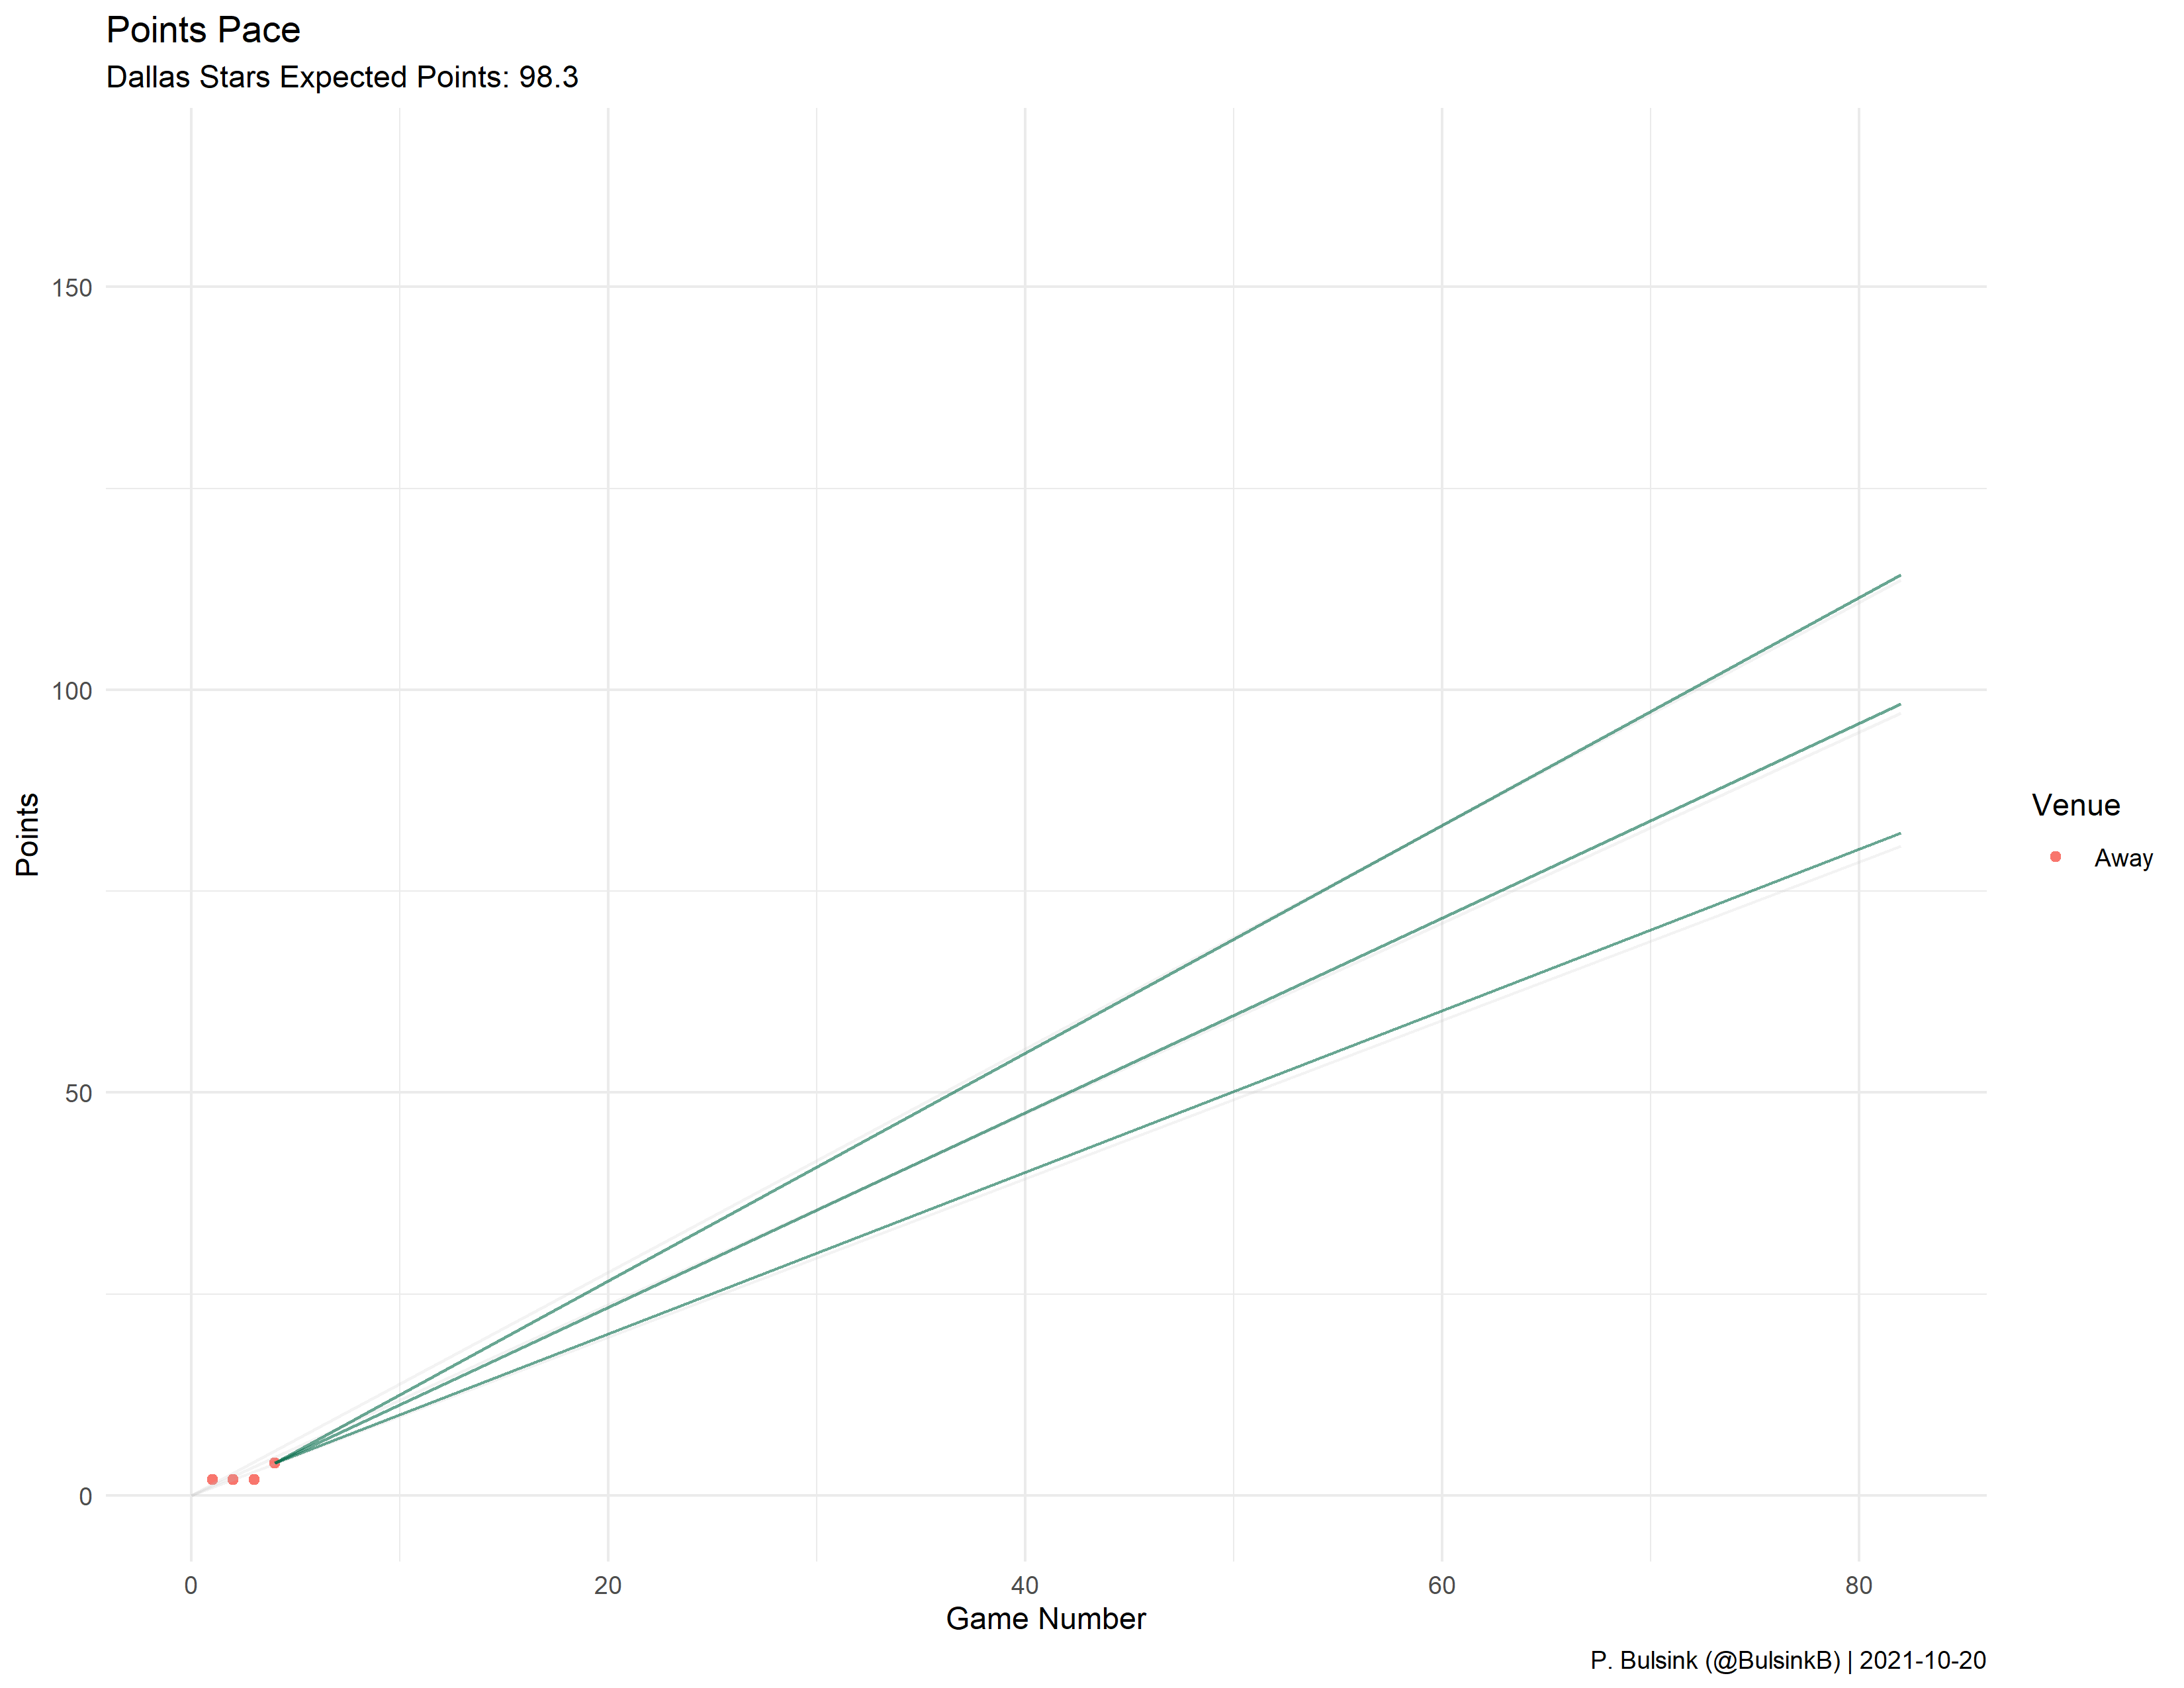 Points Pace
Dallas Stars Expected Points: 98.3
150
100
50
0
Points
0 20 40 60 80
Game Number
Venue
Away
P. Bulsink (@BulsinkB) | 2021-10-20